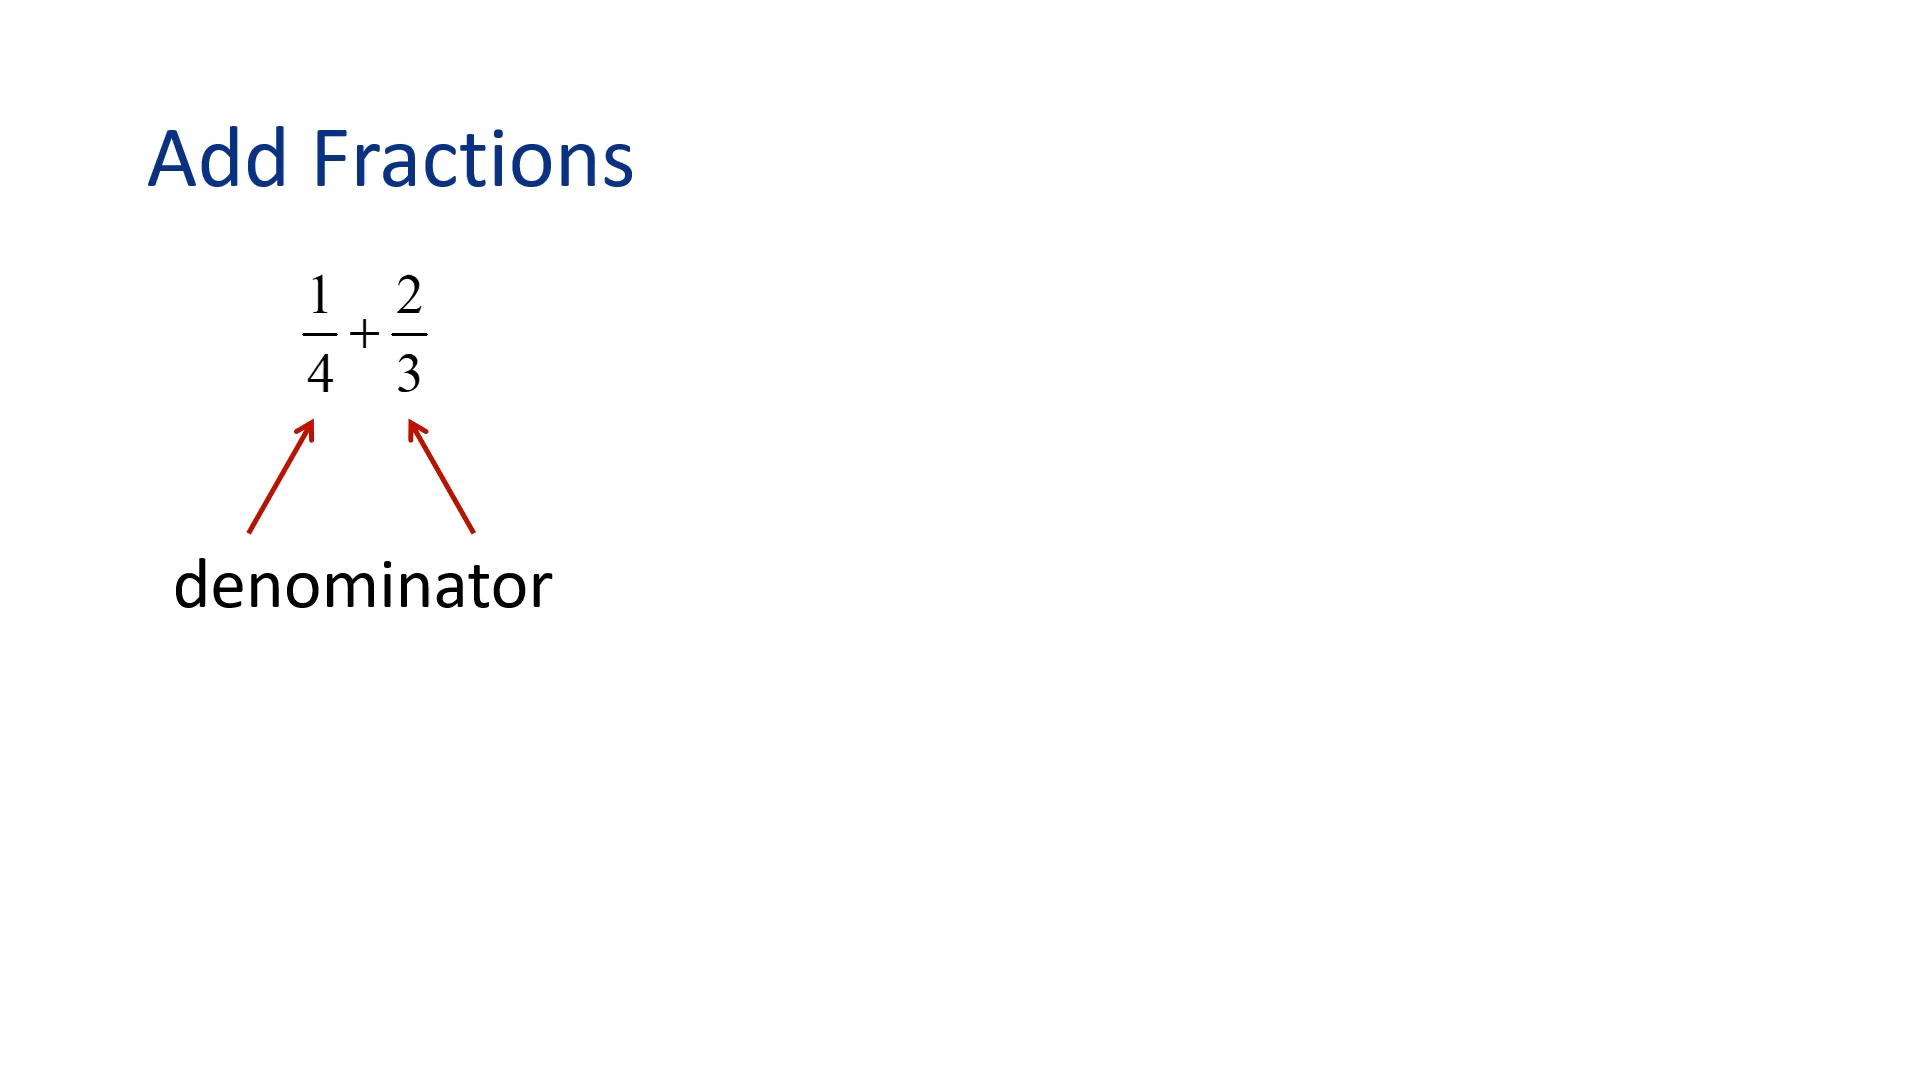 Add Fractions
1/4 + 2/3
denominator